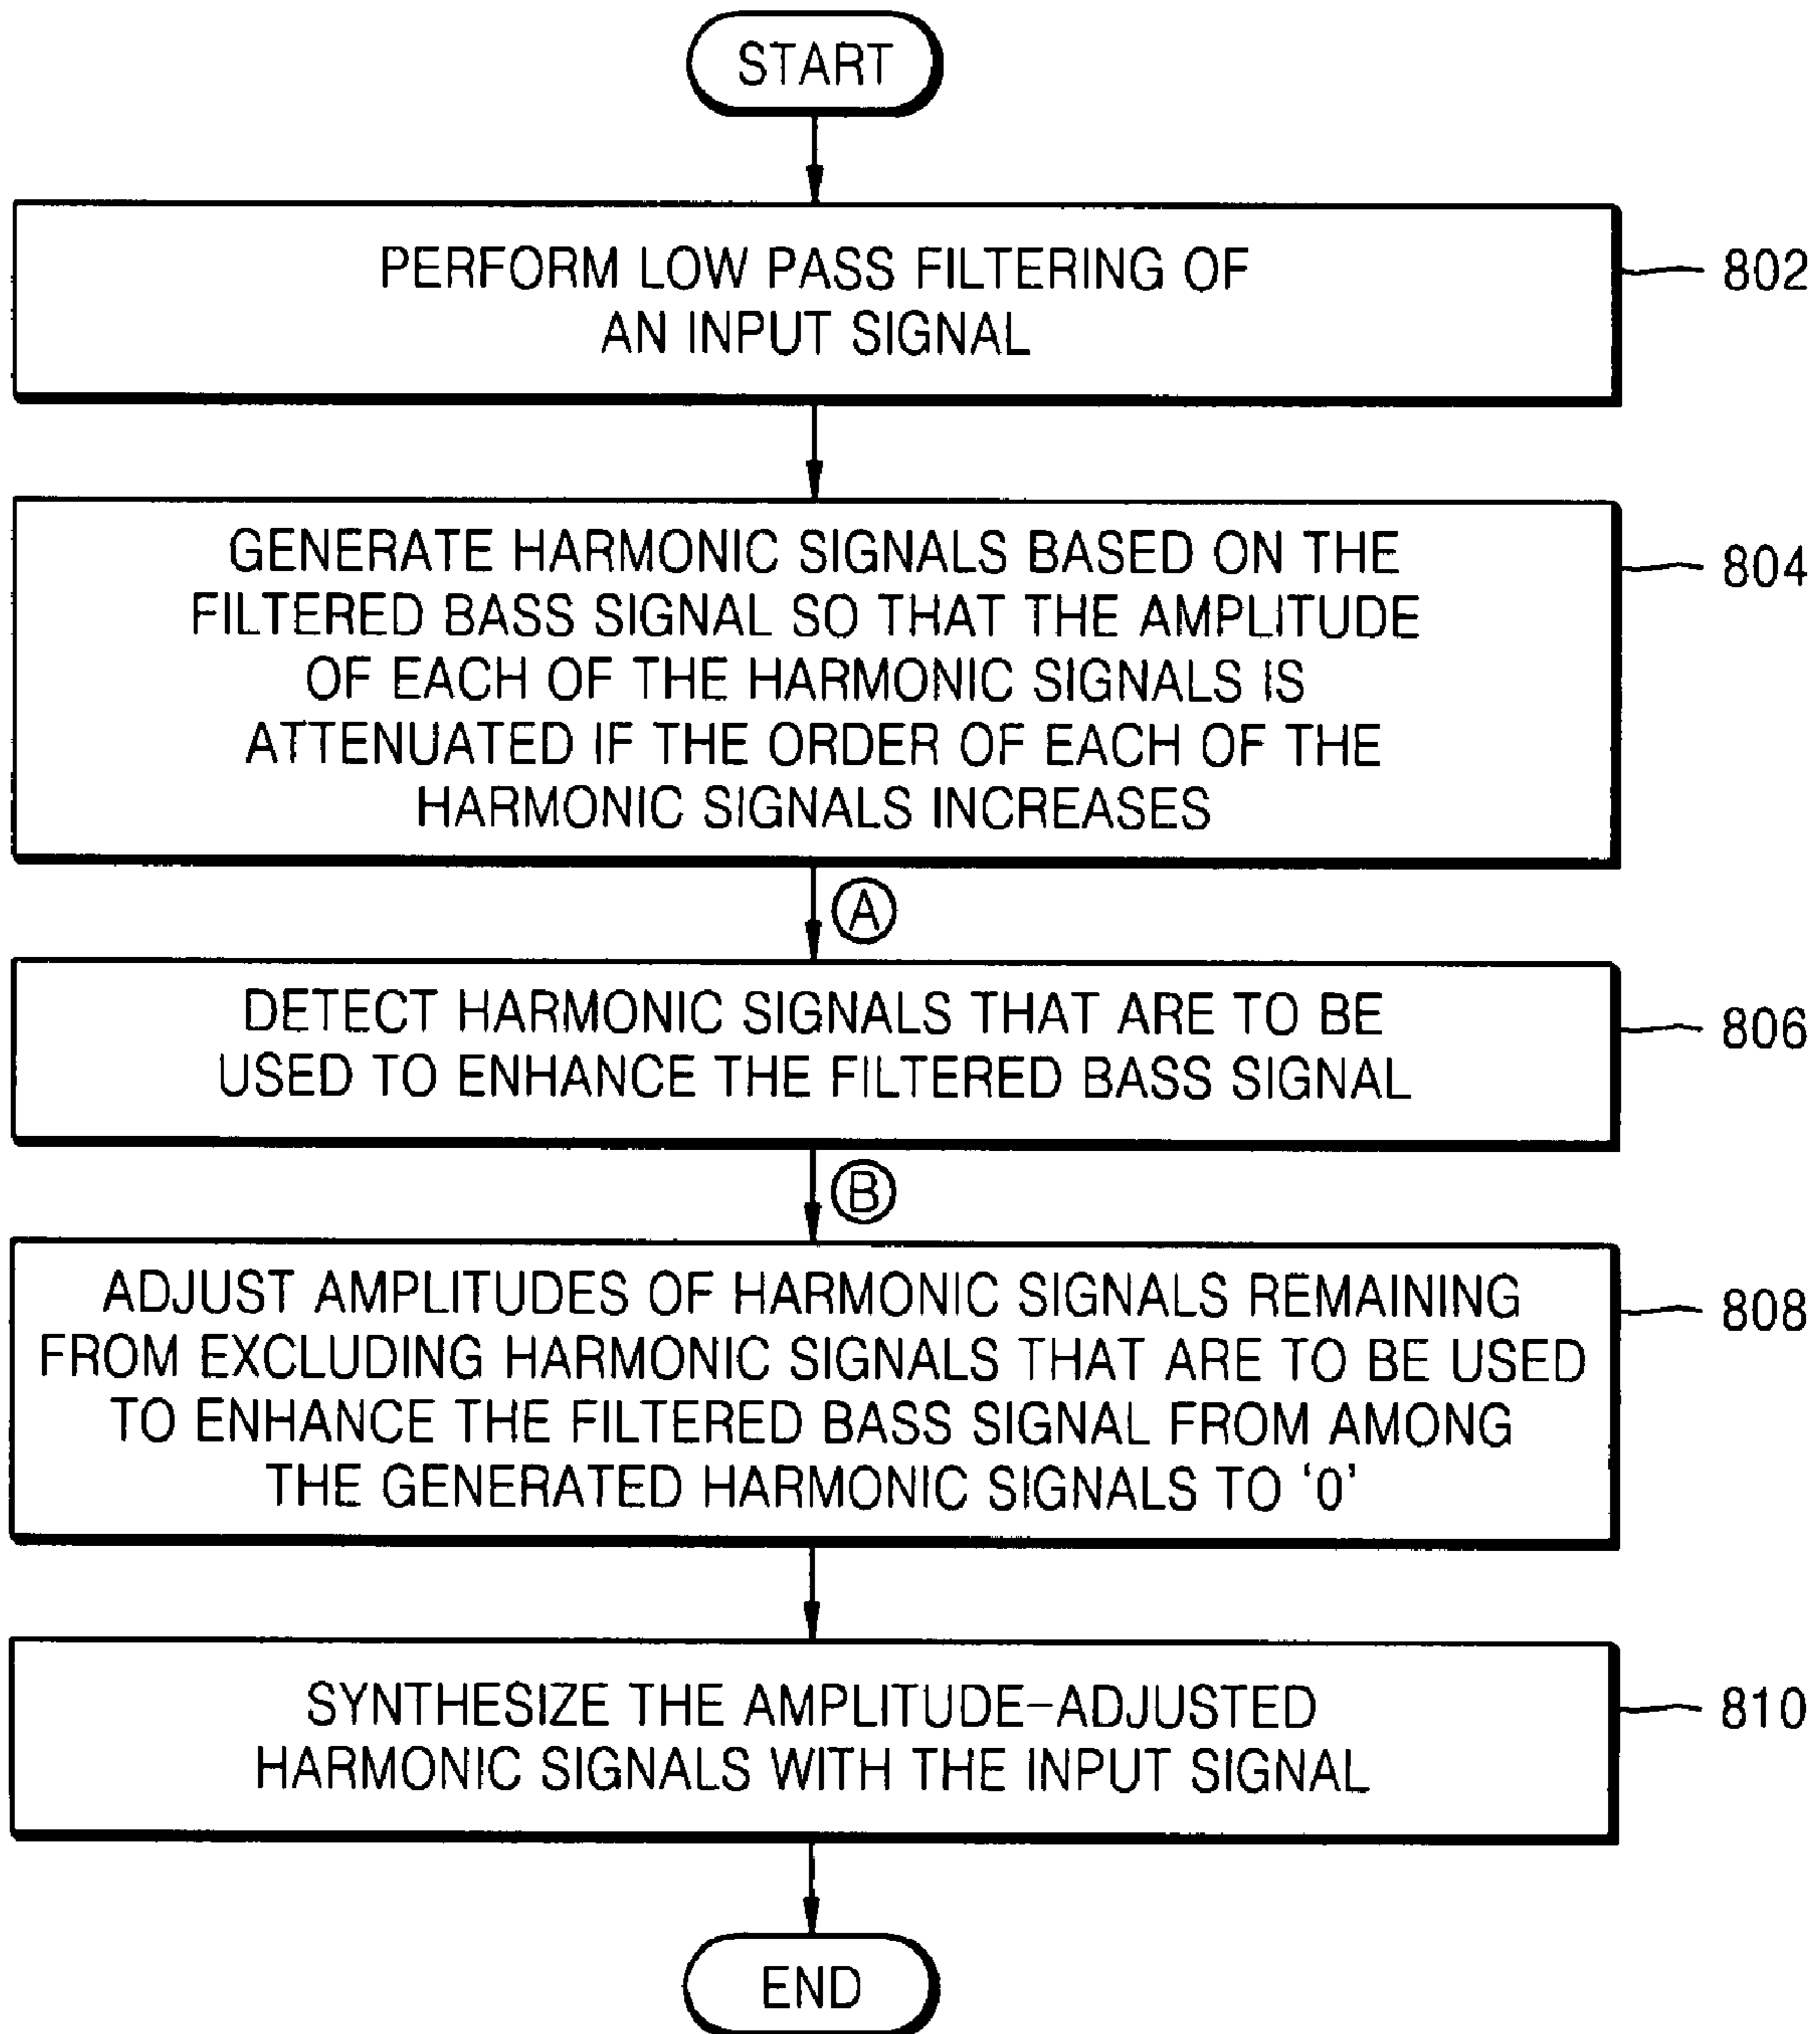 START
PERFORM LOW PASS FILTERING OF
AN INPUT SIGNAL
802
GENERATE HARMONIC SIGNALS BASED ON THE
FILTERED BASS SIGNAL SO THAT THE AMPLITUDE
OF EACH OF THE HARMONIC SIGNALS IS
ATTENUATED IF THE ORDER OF EACH OF THE
HARMONIC SIGNALS INCREASES
804
A
DETECT HARMONIC SIGNALS THAT ARE TO BE
USED TO ENHANCE THE FILTERED BASS SIGNAL
806
B
ADJUST AMPLITUDES OF HARMONIC SIGNALS REMAINING
FROM EXCLUDING HARMONIC SIGNALS THAT ARE TO BE USED
TO ENHANCE THE FILTERED BASS SIGNAL FROM AMONG
THE GENERATED HARMONIC SIGNALS TO ‘0’
808
SYNTHESIZE THE AMPLITUDE-ADJUSTED
HARMONIC SIGNALS WITH THE INPUT SIGNAL
810
END